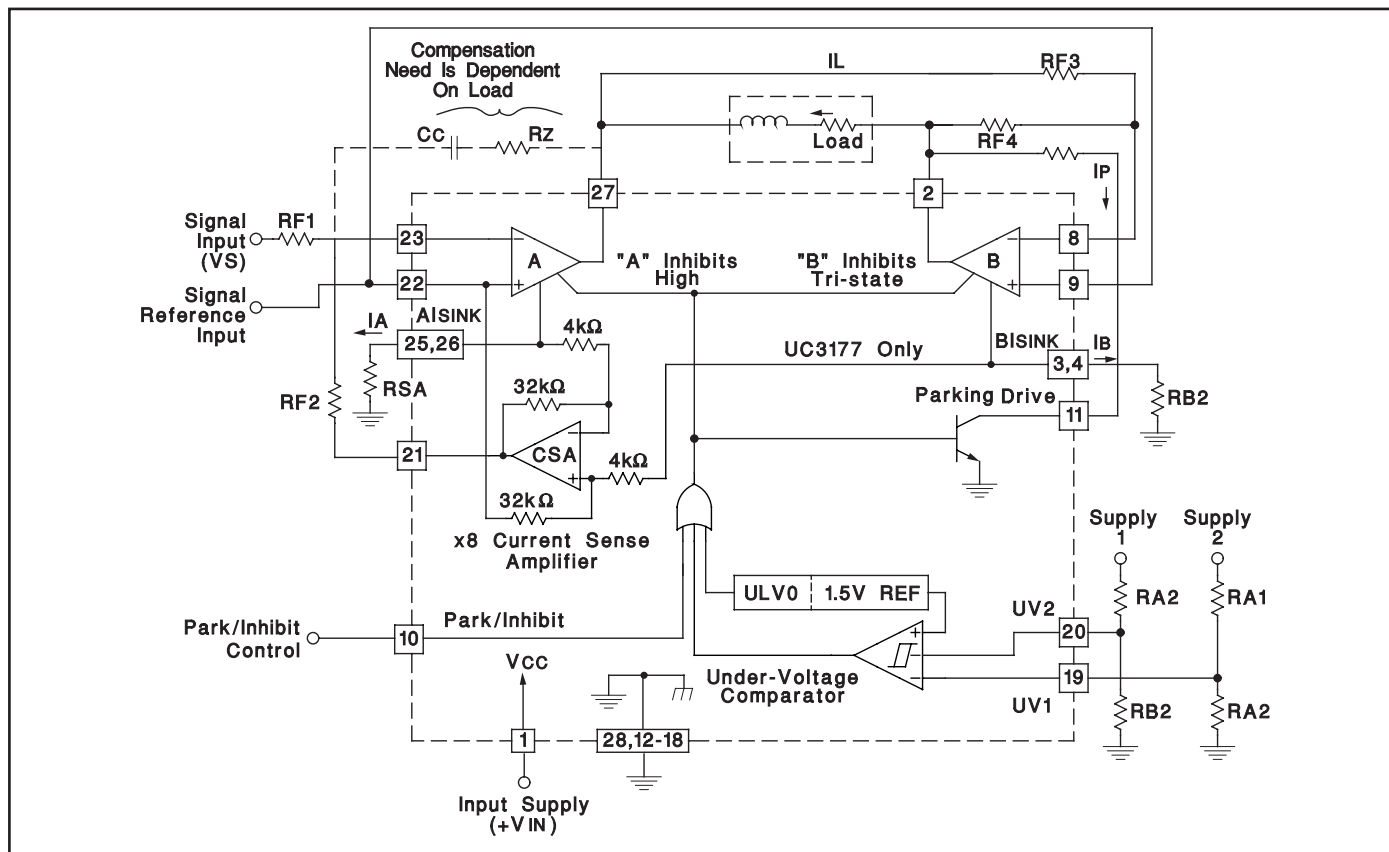 Compensation
Need Is Dependent
On Load
IL
RF3
Cc
Rz
Load
RF4
IP
27
2
Signal
Input
(VS)
RF1
23
−
A
"A" Inhibits
High
"B" Inhibits
Tri-state
−
B
8
Signal
Reference
Input
22
+
+
9
IA
AISINK
25,26
4kΩ
UC3177 Only
BISINK
IB
3,4
RSA
RF2
32kΩ
Parking Drive
RB2
11
−
CSA
+
21
4kΩ
32kΩ
x8 Current Sense
Amplifier
Supply
1
Supply
2
ULV0
1.5V REF
RA2
RA1
Park/Inhibit
Control
10
Park/Inhibit
UV2
20
+
−
−
19
UV1
VCC
Under-Voltage
Comparator
RB2
RA2
1
28,12-18
Input Supply
(+VIN)